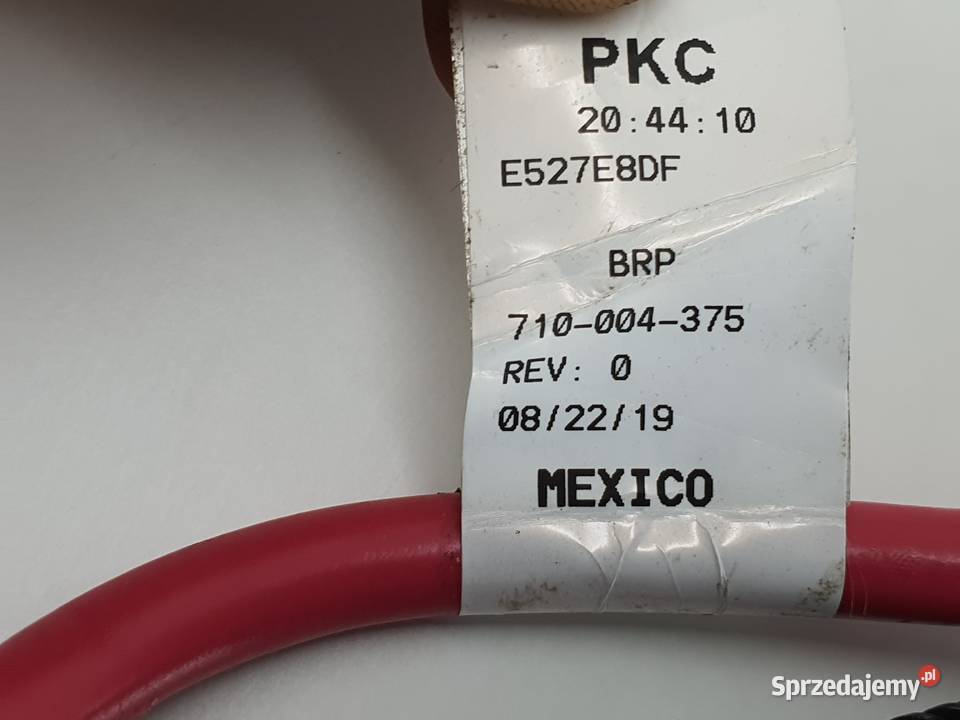 PKC
20:44:10
E527E8DF
BRP
710-004-375
REV: 0
08/22/19
MEXICO
Sprzedajemy.pl